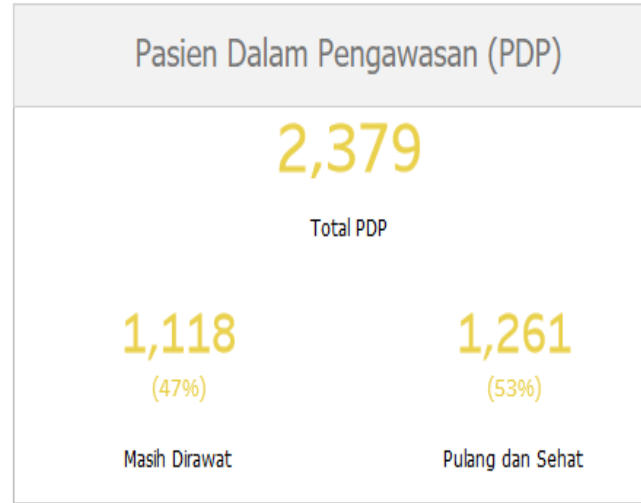 Pasien Dalam Pengawasan (PDP)
2,379
Total PDP
1,118
(47%)
Masih Dirawat
1,261
(53%)
Pulang dan Sehat